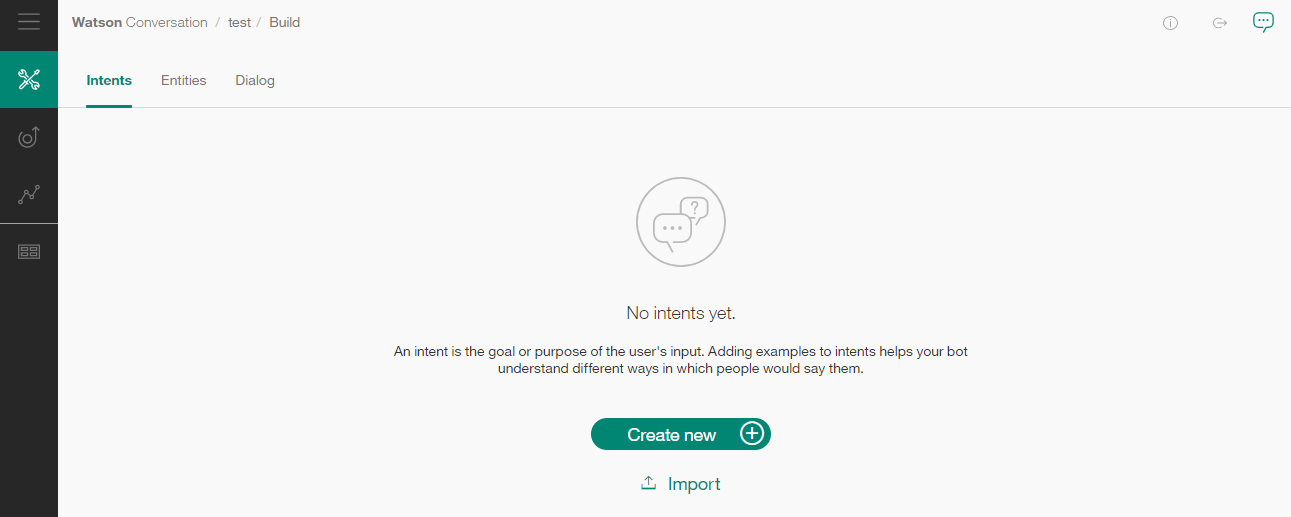 Watson Conversation / test / Build
Intents Entities Dialog
?
No intents yet.
An intent is the goal or purpose of the user's input. Adding examples to intents helps your bot
understand different ways in which people would say them.
Create new
Import